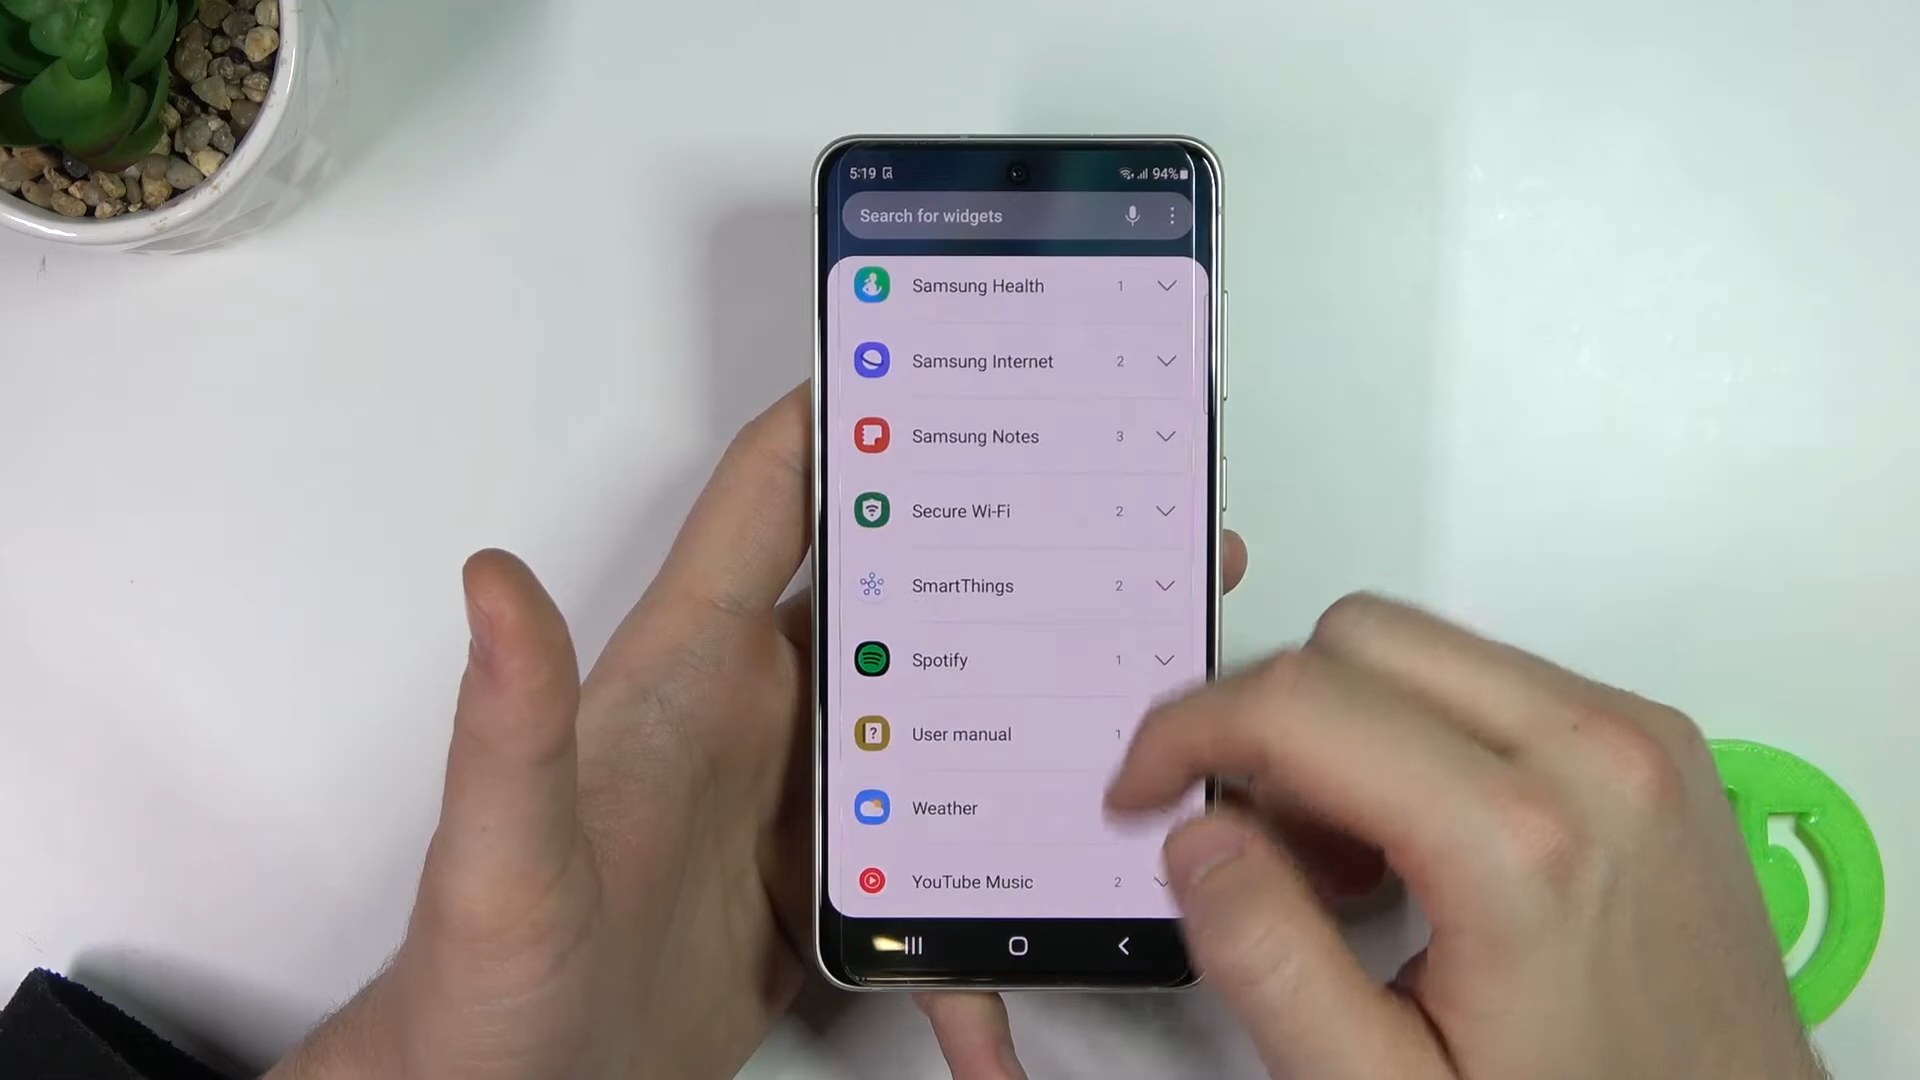 5:19 94%
Search for widgets
Samsung Health 1
Samsung Internet 2
Samsung Notes 3
Secure Wi-Fi 2
SmartThings 2
Spotify 1
User manual 1
Weather
YouTube Music 2